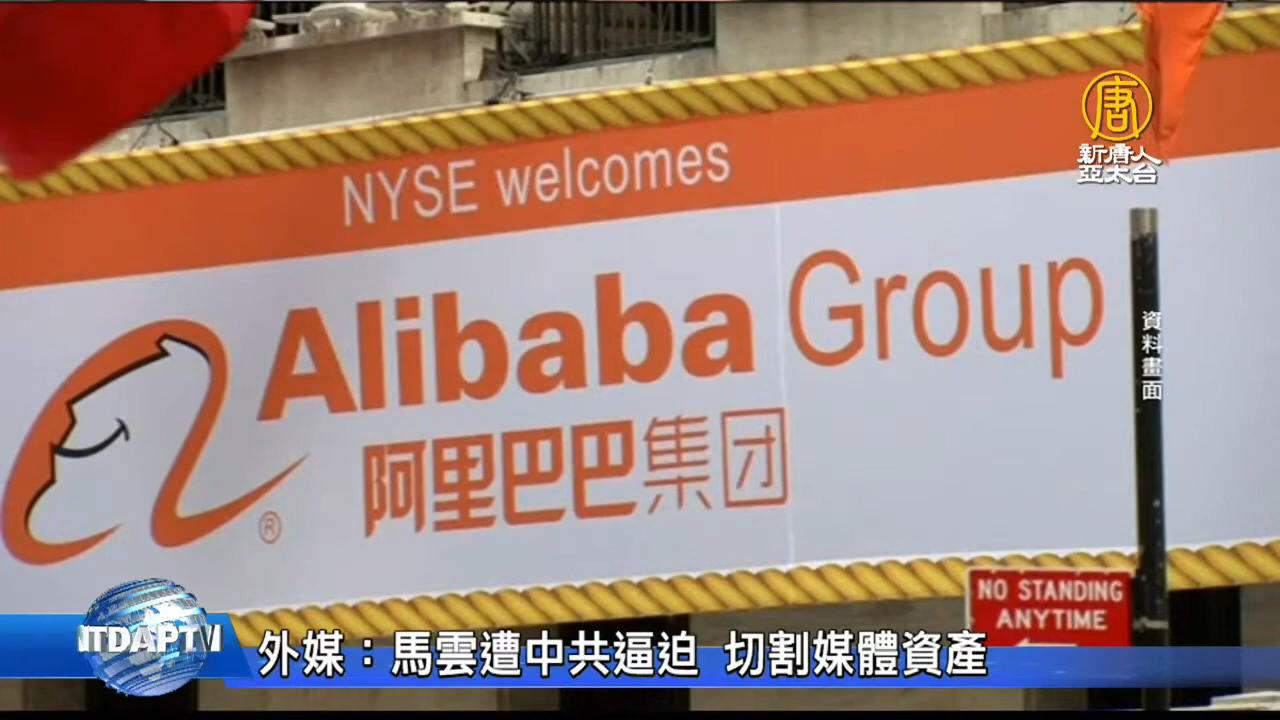 NYSE welcomes
唐
新唐人
亞太台
Alibaba Group
阿里巴巴集团
®
資料畫面
NO STANDING
ANYTIME
NTDAPTV
外媒：馬雲遭中共逼迫 切割媒體資產